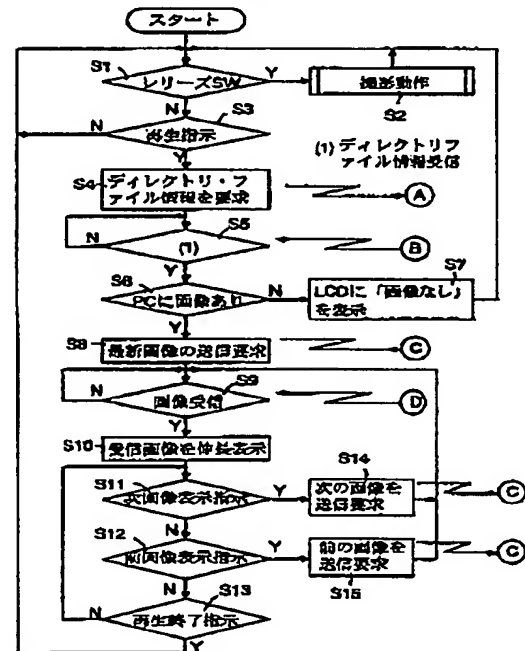 スタート
S1
レリーズSW
Y
撮影動作
S2
N
S3
N
再生指示
Y
(1) ディレクトリフ
ァイル情報受信
S4
ディレクトリ・フ
ァイル情報を要求
A
S5
N
(1)
B
Y
S6
PCに画像あり
N
S7
LCDに「画像なし」
を表示
Y
S8
最新画像の送信要求
C
S9
N
画像受信
D
Y
S10
受信画像を伸長表示
S11
次画像表示指示
Y
S14
次の画像を
送信要求
C
N
S12
前画像表示指示
Y
前の画像を
送信要求
C
S15
N
S13
N
再生終了指示
Y